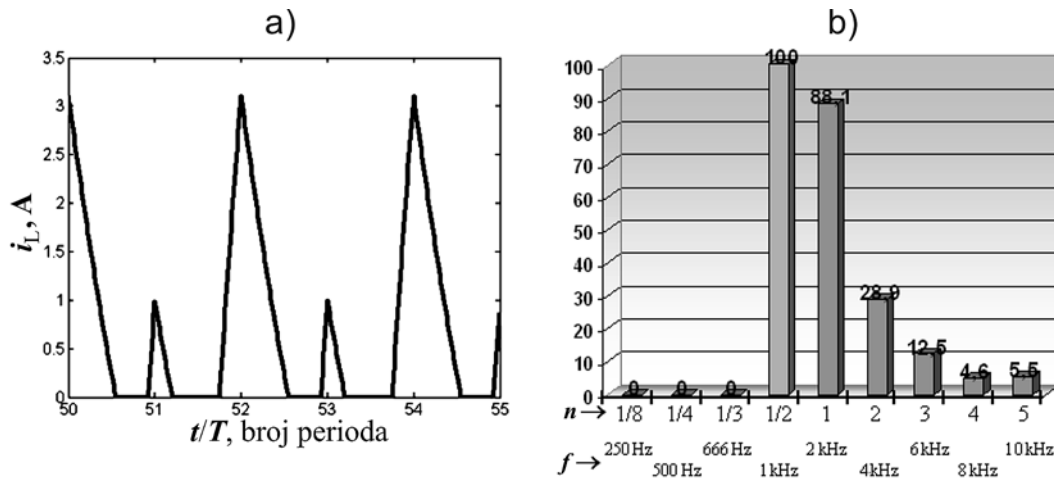 a)
i_L, A
3.5
3
2.5
2
1.5
1
0.5
0
50 51 52 53 54 55
t/T, broj perioda
b)
100
90
80
70
60
50
40
30
20
10
0
0 0 0 100 88,1 28,9 12,5 4,6 5,5
n → 1/8 1/4 1/3 1/2 1 2 3 4 5
250 Hz 666 Hz 2 kHz 6 kHz 10 kHz
f → 500 Hz 1 kHz 4 kHz 8 kHz